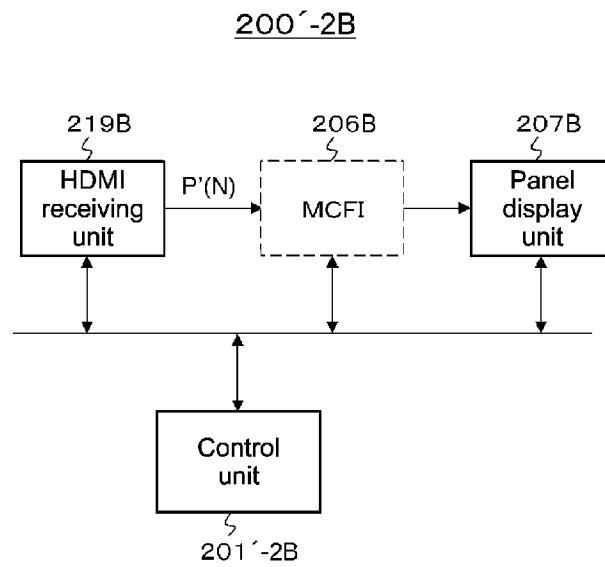 200´-2B
219B
206B
207B
HDMI
receiving
unit
P'(N)
MCFI
Panel
display
unit
Control
unit
201´-2B